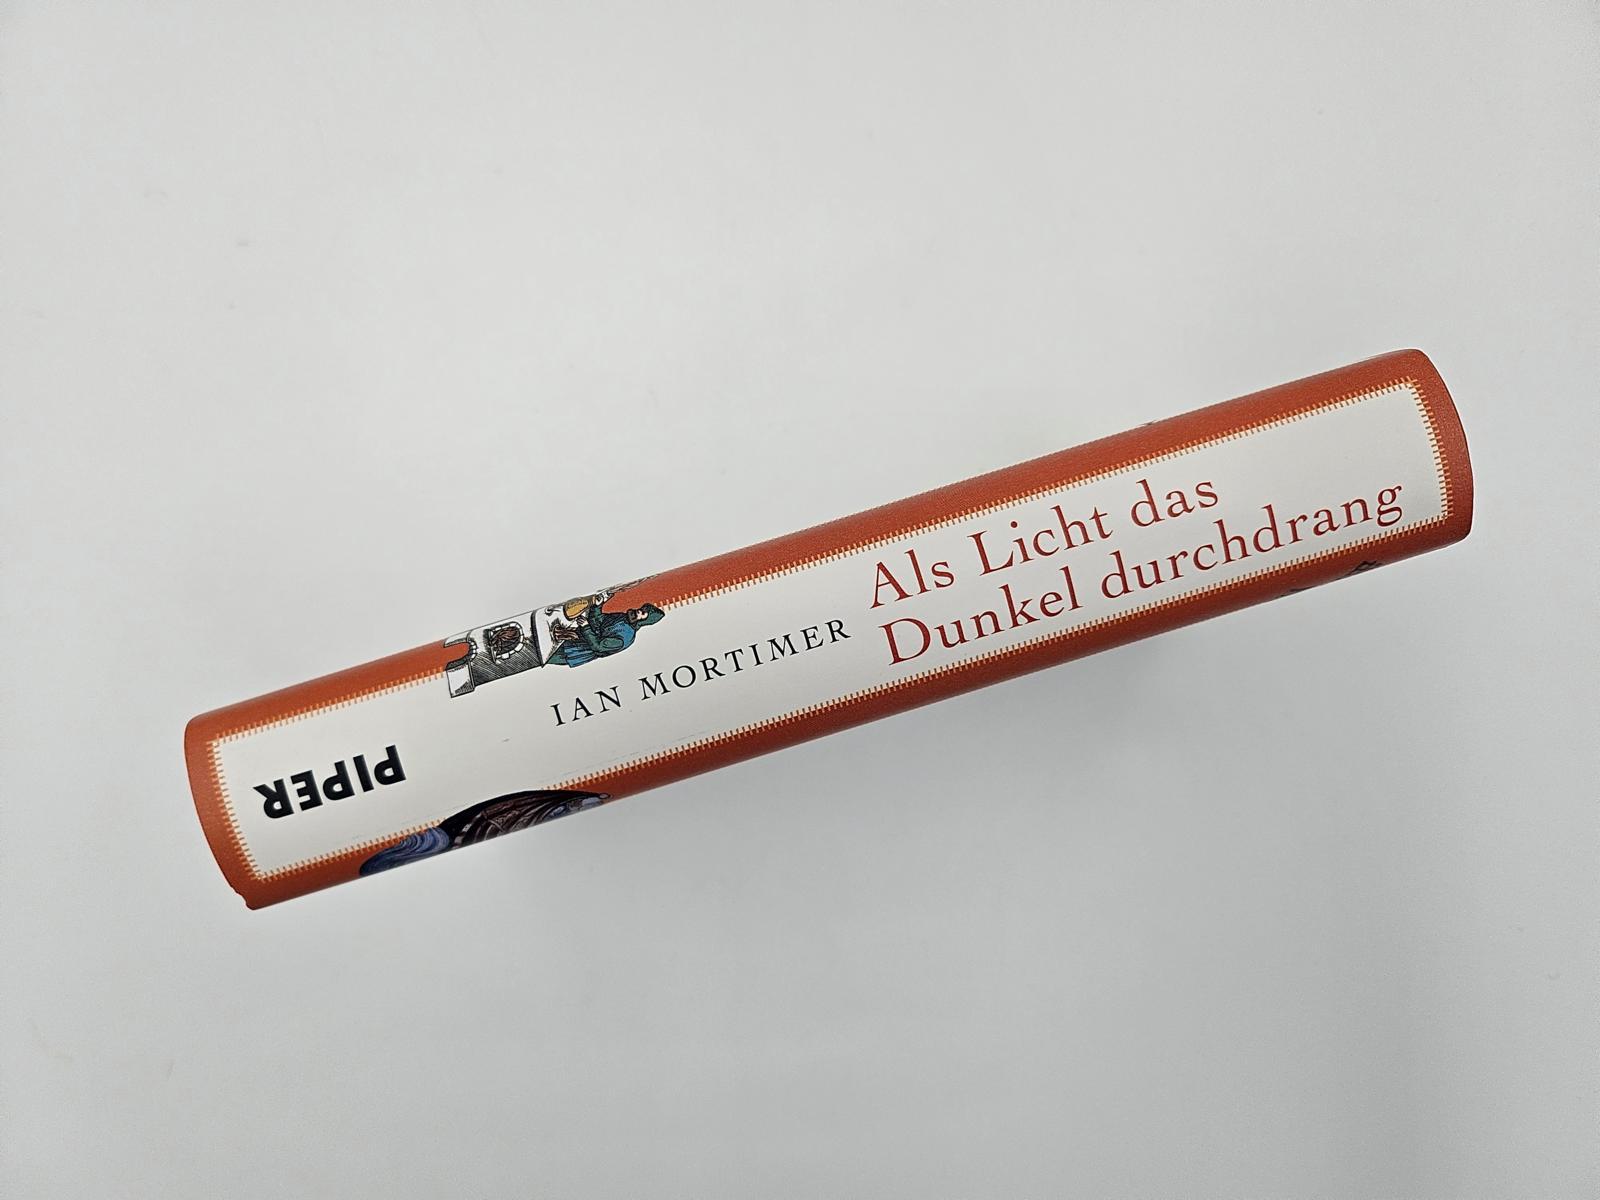 IAN MORTIMER
Als Licht das
Dunkel durchdrang
PIPER